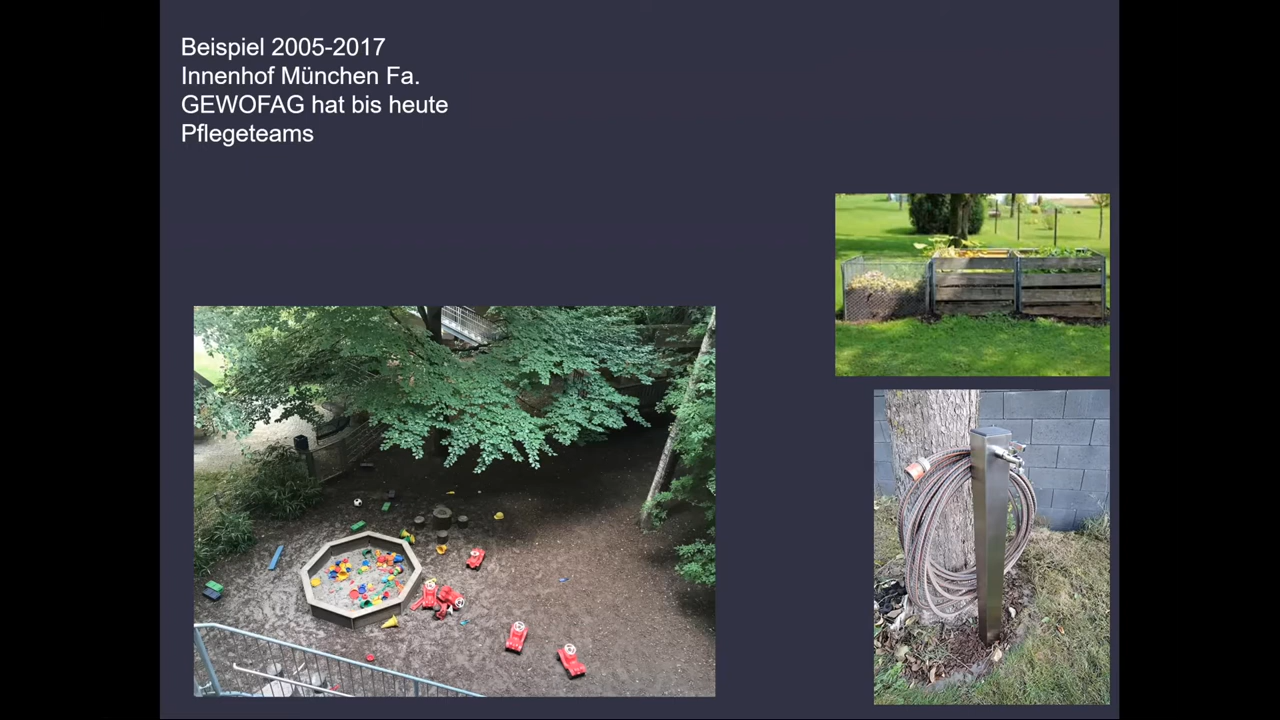 Beispiel 2005-2017
Innenhof München Fa.
GEWOFAG hat bis heute
Pflegeteams